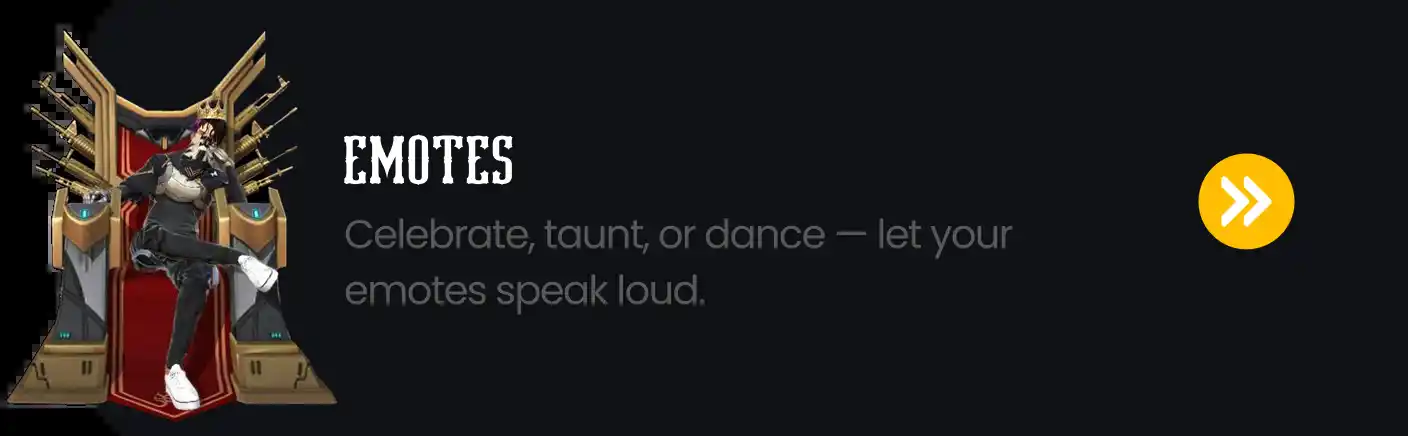 EMOTES
Celebrate, taunt, or dance — let your
emotes speak loud.